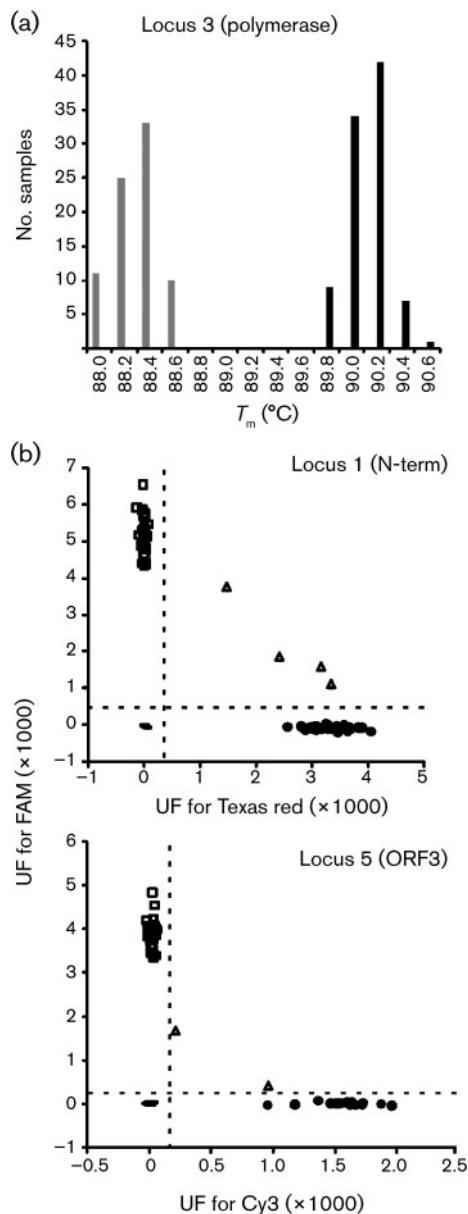 (a)
Locus 3 (polymerase)
No. samples
45
40
35
30
25
20
15
10
5
0
88.0 88.2 88.4 88.6 88.8 89.0 89.2 89.4 89.6 89.8 90.0 90.2 90.4 90.6
Tm (°C)
(b)
Locus 1 (N-term)
UF for FAM (×1000)
7
6
5
4
3
2
1
0
−1
−1 0 1 2 3 4 5
UF for Texas red (×1000)
Locus 5 (ORF3)
6
5
4
3
2
1
0
−1
−0.5 0 0.5 1.0 1.5 2.0 2.5
UF for Cy3 (×1000)